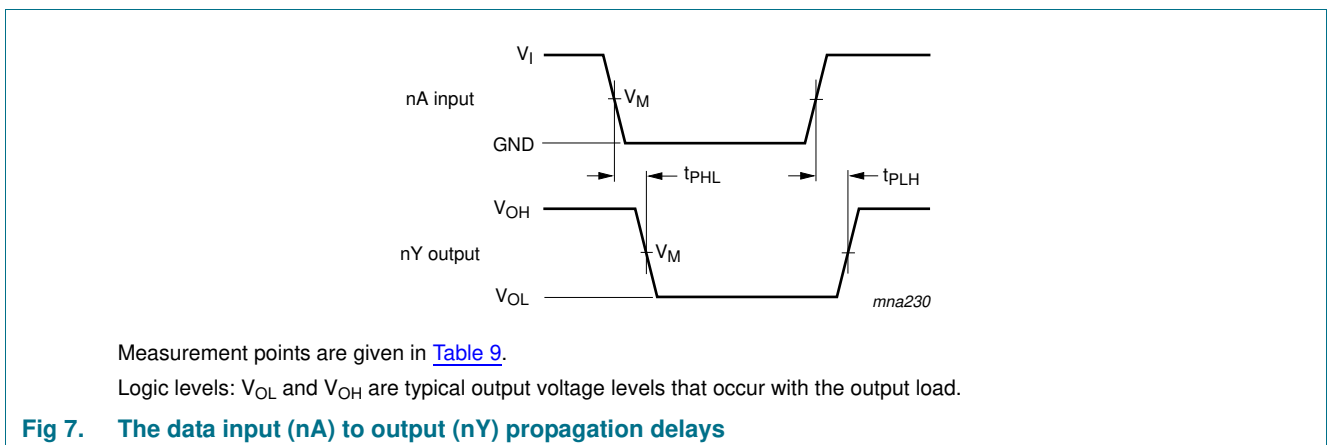 V_I
nA input
V_M
GND
t_PHL
t_PLH
V_OH
nY output
V_M
V_OL
mna230
Measurement points are given in Table 9.
Logic levels: V_OL and V_OH are typical output voltage levels that occur with the output load.
Fig 7. The data input (nA) to output (nY) propagation delays